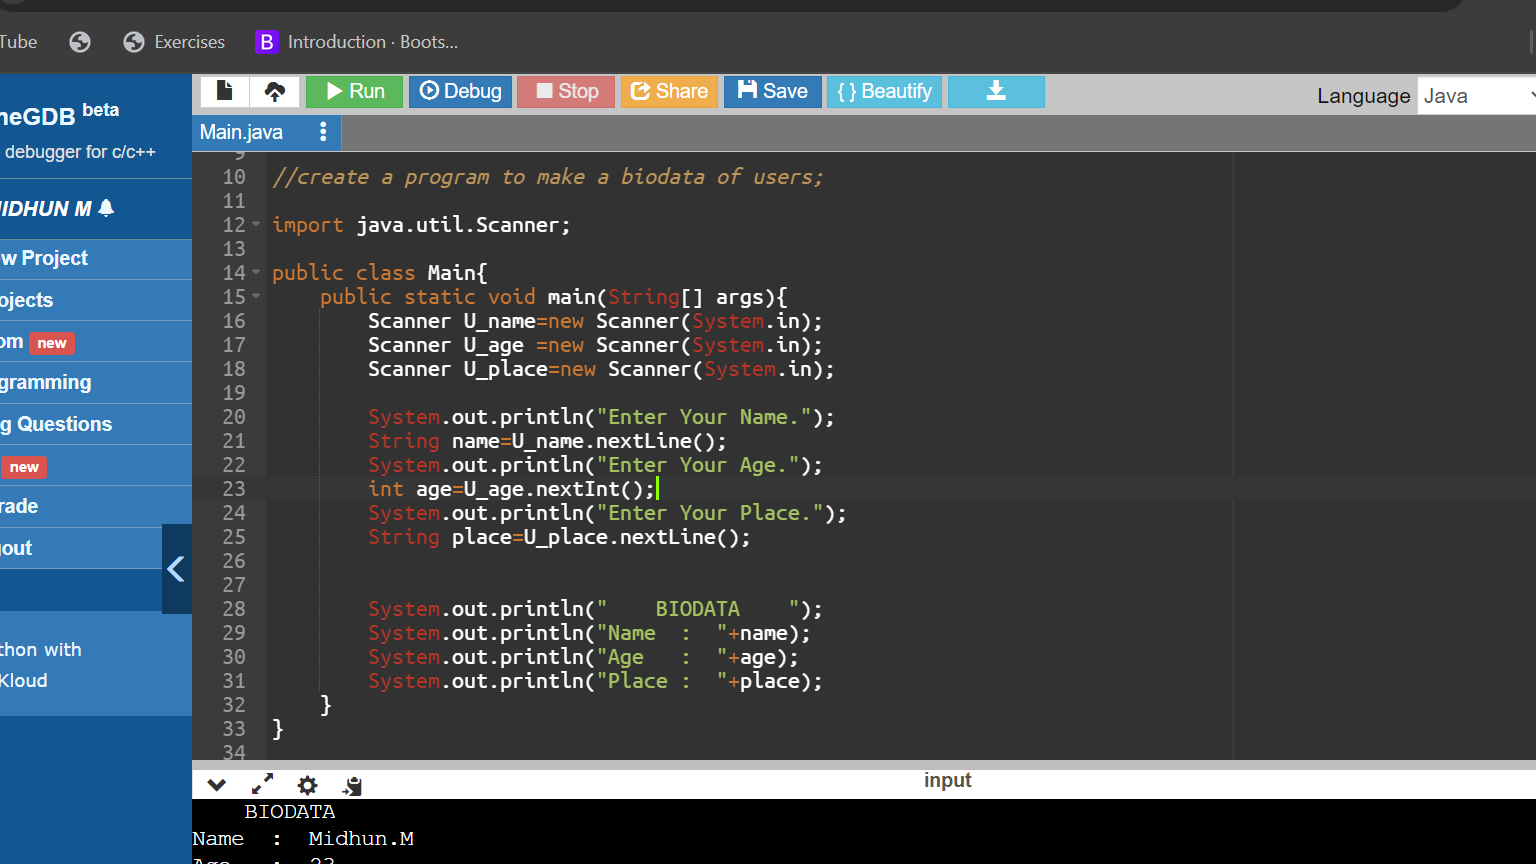 Tube Exercises B Introduction · Boots...
Run Debug Stop Share Save { } Beautify Language Java
neGDB beta
Main.java
debugger for c/c++
IDHUN M
w Project
ojects
om new
gramming
g Questions
new
rade
out
thon with
Kloud
9
10 //create a program to make a biodata of users;
11
12 import java.util.Scanner;
13
14 public class Main{
15     public static void main(String[] args){
16         Scanner U_name=new Scanner(System.in);
17         Scanner U_age =new Scanner(System.in);
18         Scanner U_place=new Scanner(System.in);
19
20         System.out.println("Enter Your Name.");
21         String name=U_name.nextLine();
22         System.out.println("Enter Your Age.");
23         int age=U_age.nextInt();
24         System.out.println("Enter Your Place.");
25         String place=U_place.nextLine();
26
27
28         System.out.println("    BIODATA    ");
29         System.out.println("Name  :  "+name);
30         System.out.println("Age   :  "+age);
31         System.out.println("Place :  "+place);
32     }
33 }
34
input
    BIODATA
Name  :  Midhun.M
Age   :  23